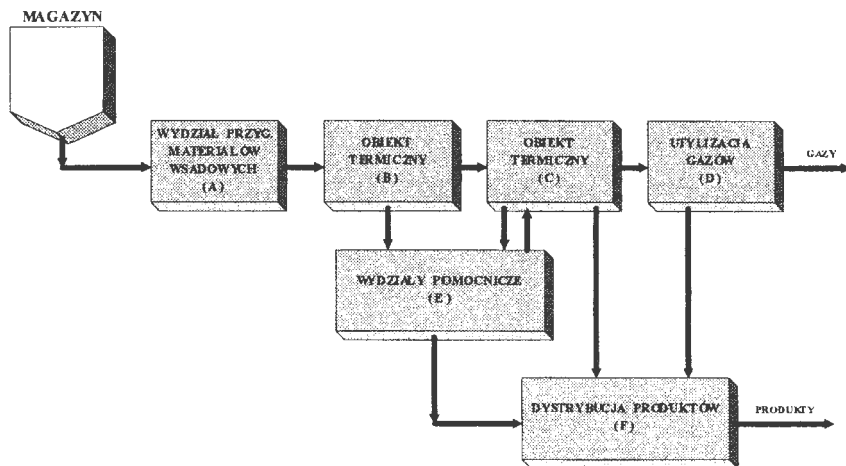 MAGAZYN
WYDZIAŁ PRZYG.
MATERIAŁÓW
WSADOWYCH
(A)
OBIEKT
TERMICZNY
(B)
OBIEKT
TERMICZNY
(C)
UTYLIZACJA
GAZÓW
(D)
GAZY
WYDZIAŁY POMOCNICZE
(E)
DYSTRYBUCJA PRODUKTÓW
(F)
PRODUKTY